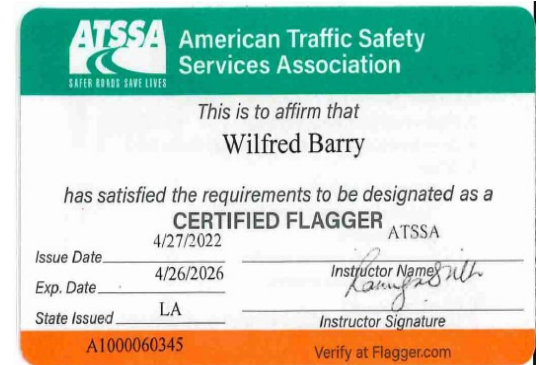 ATSSA
SAFER ROADS SAVE LIVES
American Traffic Safety
Services Association
This is to affirm that
Wilfred Barry
has satisfied the requirements to be designated as a
CERTIFIED FLAGGER
Issue Date 4/27/2022
ATSSA
Instructor Name
Exp. Date 4/26/2026
State Issued LA
Instructor Signature
A1000060345
Verify at Flagger.com